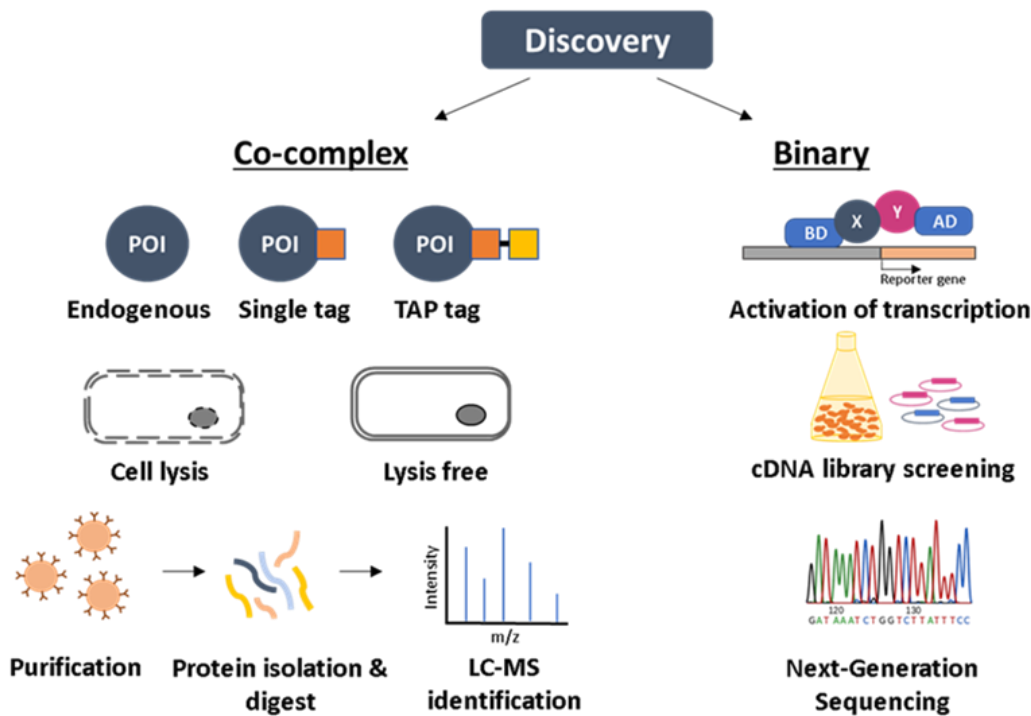 Discovery
Co-complex
Binary
POI
POI
POI
Endogenous
Single tag
TAP tag
BD
X
Y
AD
Reporter gene
Activation of transcription
Cell lysis
Lysis free
cDNA library screening
Intensity
m/z
120
130
GATAAATCTGGTCTTATTTCC
Purification
Protein isolation &
digest
LC-MS
identification
Next-Generation
Sequencing